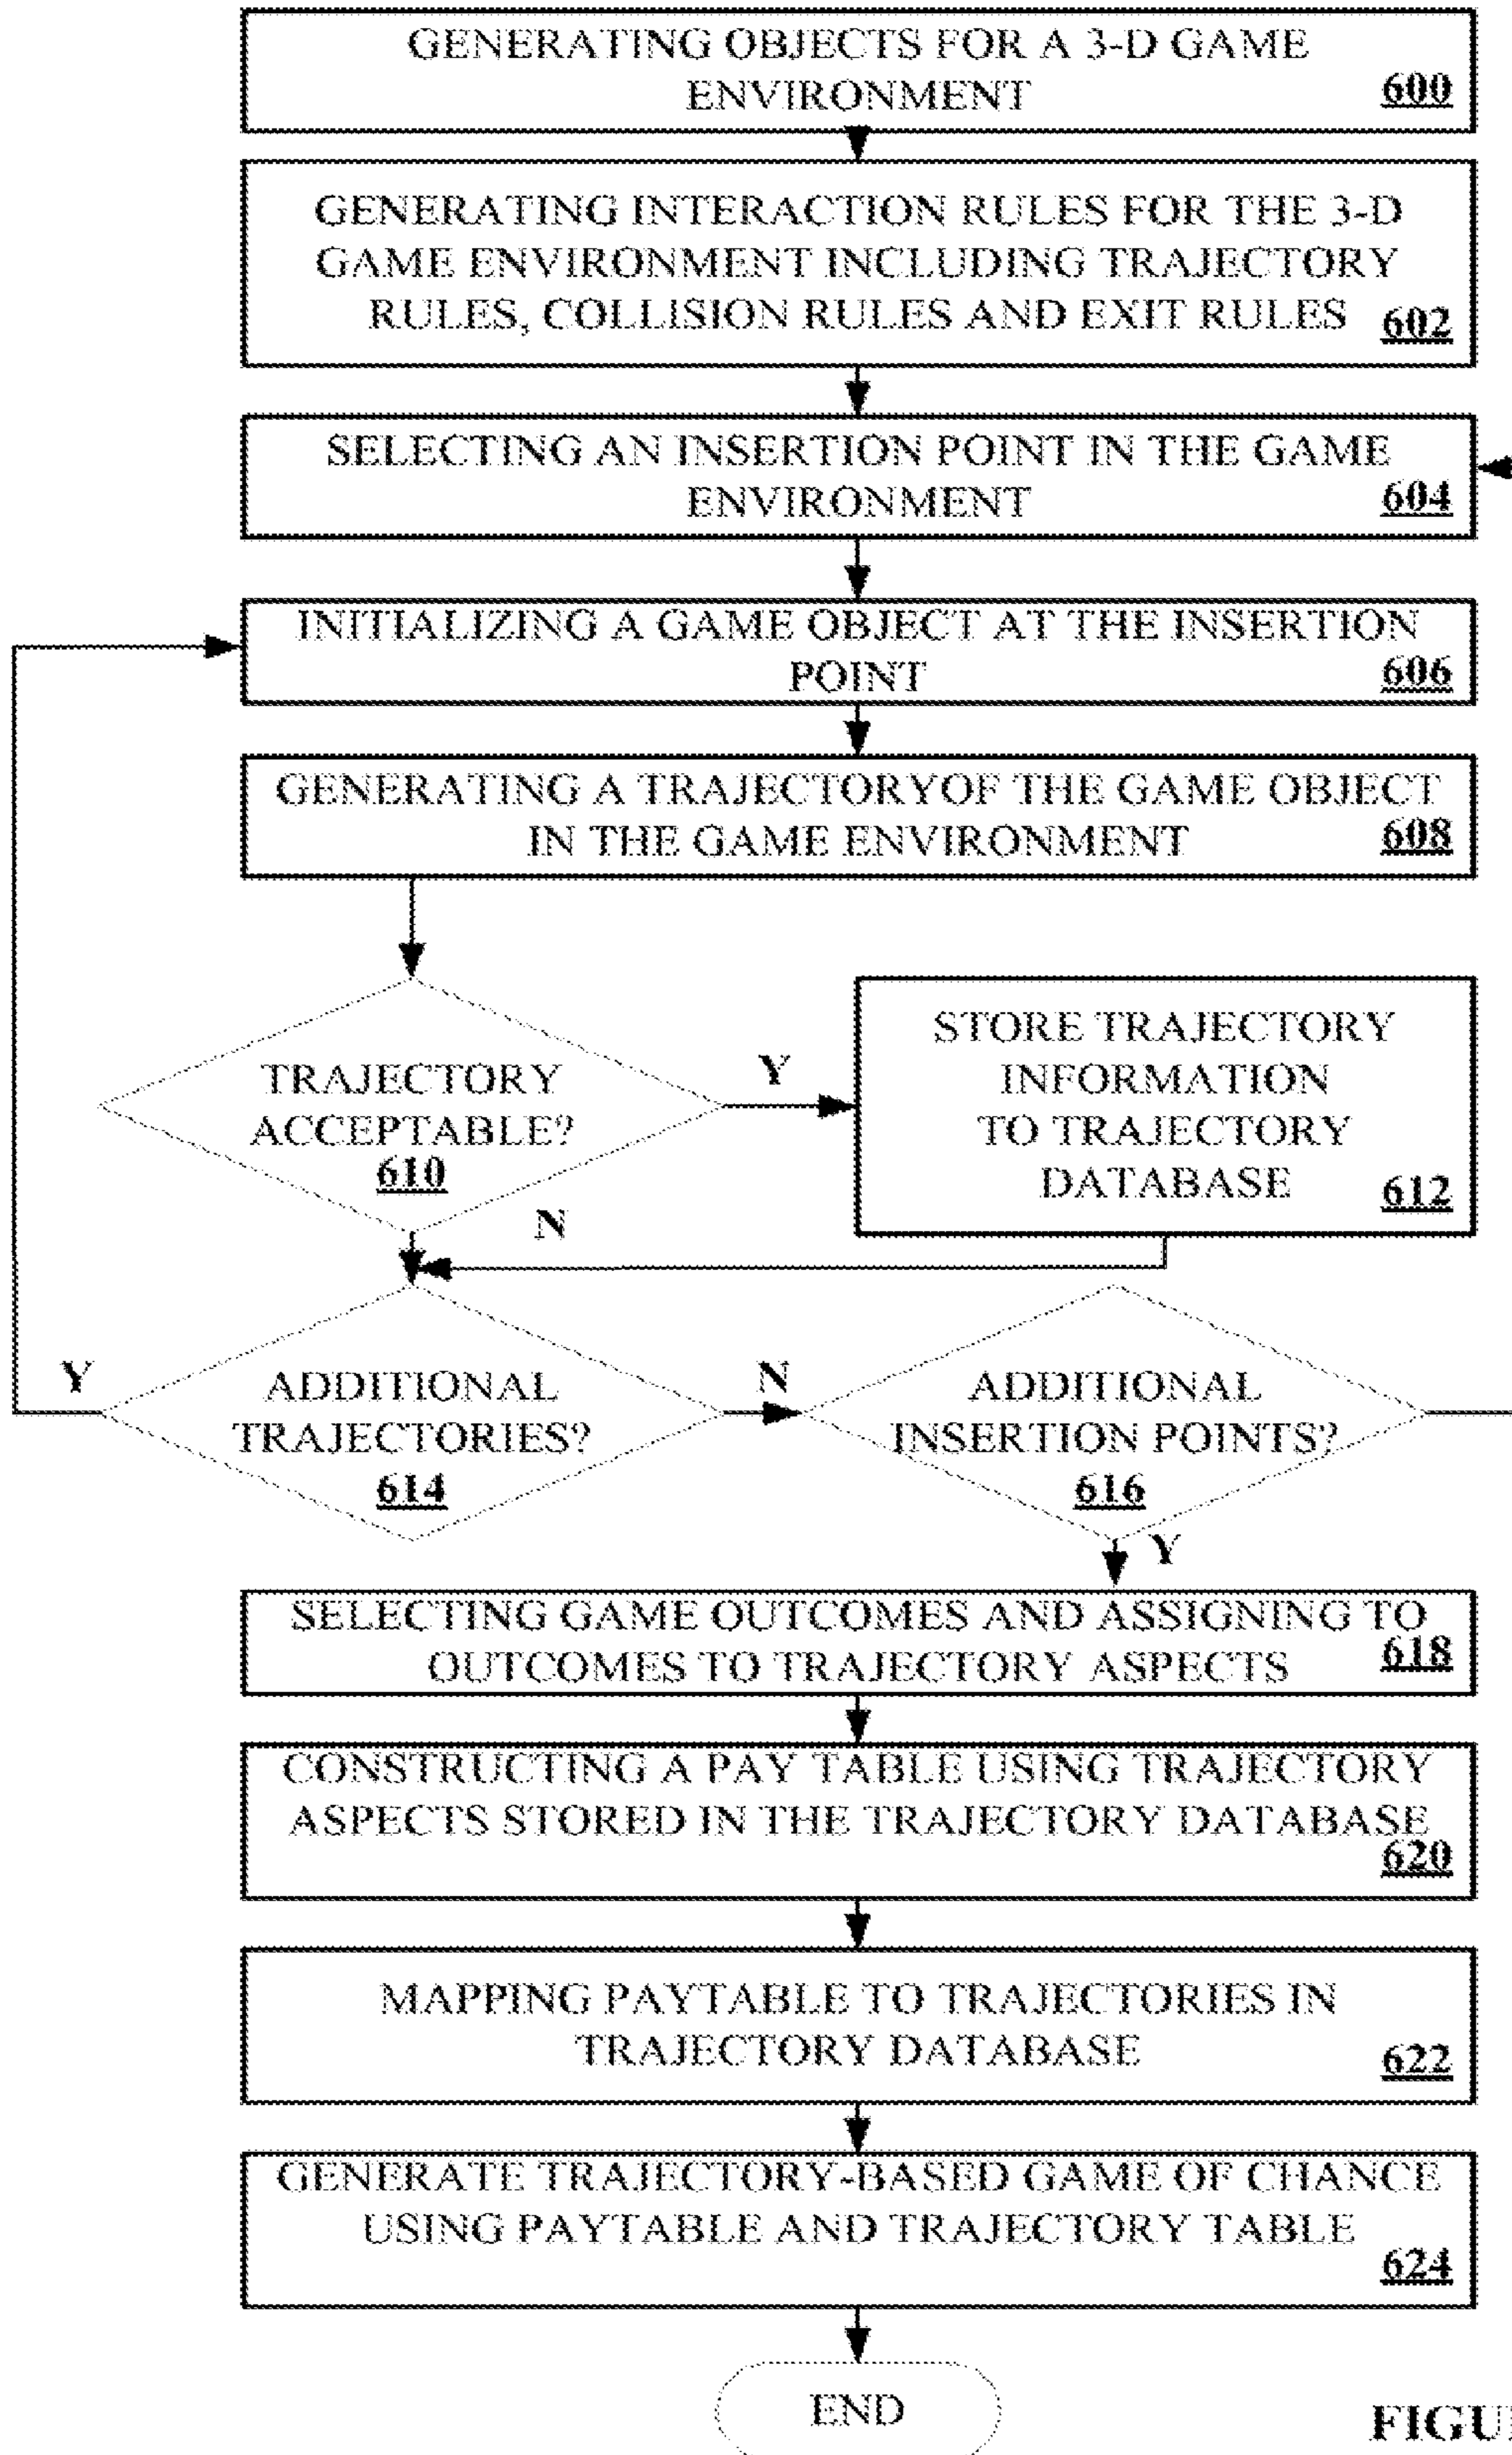 GENERATING OBJECTS FOR A 3-D GAME
ENVIRONMENT
600
GENERATING INTERACTION RULES FOR THE 3-D
GAME ENVIRONMENT INCLUDING TRAJECTORY
RULES, COLLISION RULES AND EXIT RULES
602
SELECTING AN INSERTION POINT IN THE GAME
ENVIRONMENT
604
INITIALIZING A GAME OBJECT AT THE INSERTION
POINT
606
GENERATING A TRAJECTORYOF THE GAME OBJECT
IN THE GAME ENVIRONMENT
608
TRAJECTORY
ACCEPTABLE?
610
Y
STORE TRAJECTORY
INFORMATION
TO TRAJECTORY
DATABASE
612
N
Y
ADDITIONAL
TRAJECTORIES?
614
N
ADDITIONAL
INSERTION POINTS?
616
Y
SELECTING GAME OUTCOMES AND ASSIGNING TO
OUTCOMES TO TRAJECTORY ASPECTS
618
CONSTRUCTING A PAY TABLE USING TRAJECTORY
ASPECTS STORED IN THE TRAJECTORY DATABASE
620
MAPPING PAYTABLE TO TRAJECTORIES IN
TRAJECTORY DATABASE
622
GENERATE TRAJECTORY-BASED GAME OF CHANCE
USING PAYTABLE AND TRAJECTORY TABLE
624
END